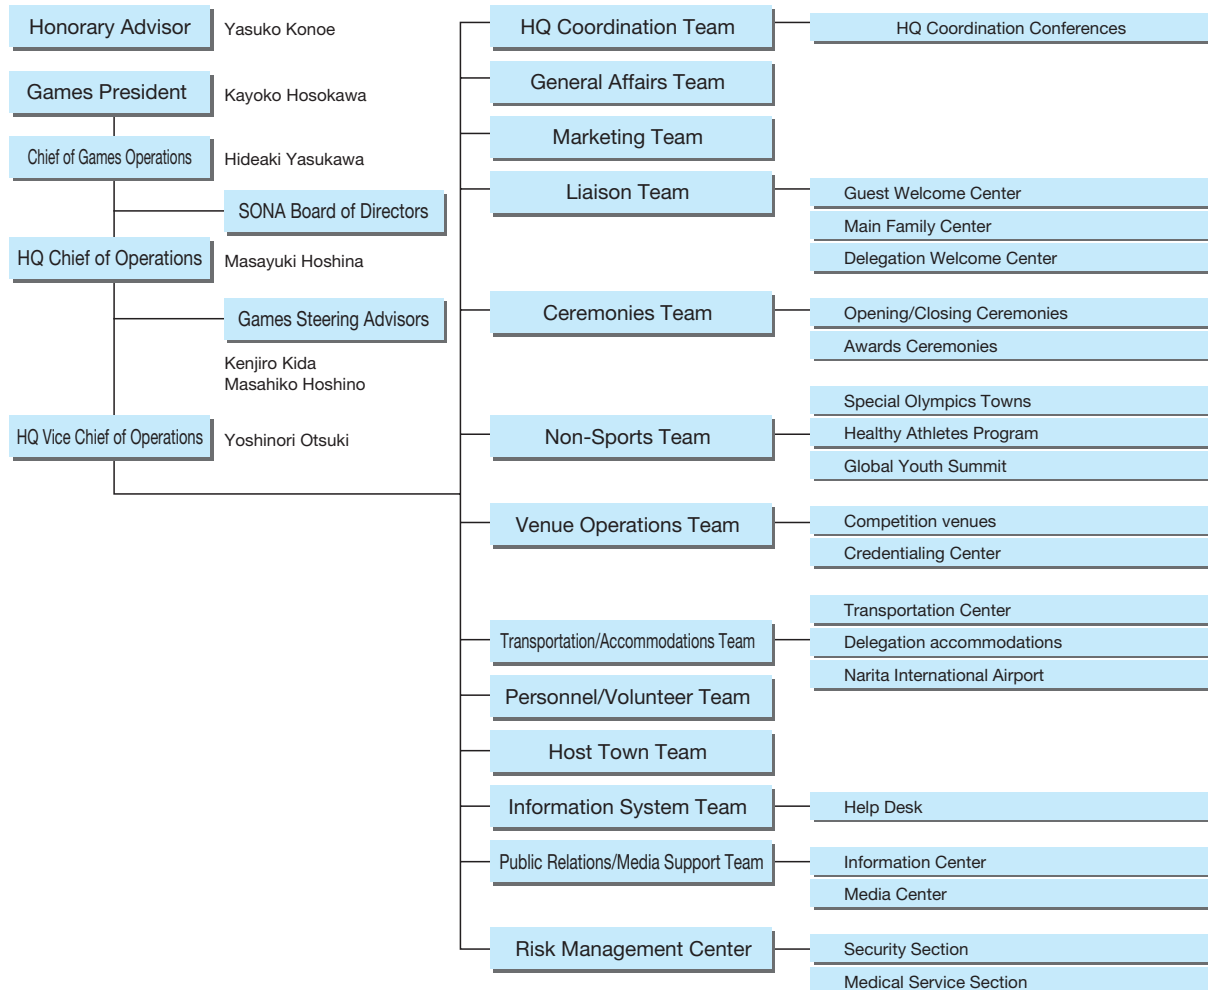 Honorary Advisor
Yasuko Konoe
Games President
Kayoko Hosokawa
Chief of Games Operations
Hideaki Yasukawa
SONA Board of Directors
HQ Chief of Operations
Masayuki Hoshina
Games Steering Advisors
Kenjiro Kida
Masahiko Hoshino
HQ Vice Chief of Operations
Yoshinori Otsuki
HQ Coordination Team
HQ Coordination Conferences
General Affairs Team
Marketing Team
Liaison Team
Guest Welcome Center
Main Family Center
Delegation Welcome Center
Ceremonies Team
Opening/Closing Ceremonies
Awards Ceremonies
Non-Sports Team
Special Olympics Towns
Healthy Athletes Program
Global Youth Summit
Venue Operations Team
Competition venues
Credentialing Center
Transportation/Accommodations Team
Transportation Center
Delegation accommodations
Narita International Airport
Personnel/Volunteer Team
Host Town Team
Information System Team
Help Desk
Public Relations/Media Support Team
Information Center
Media Center
Risk Management Center
Security Section
Medical Service Section